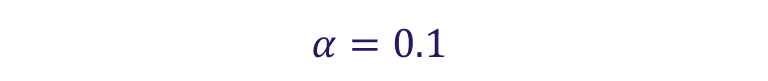 α = 0.1